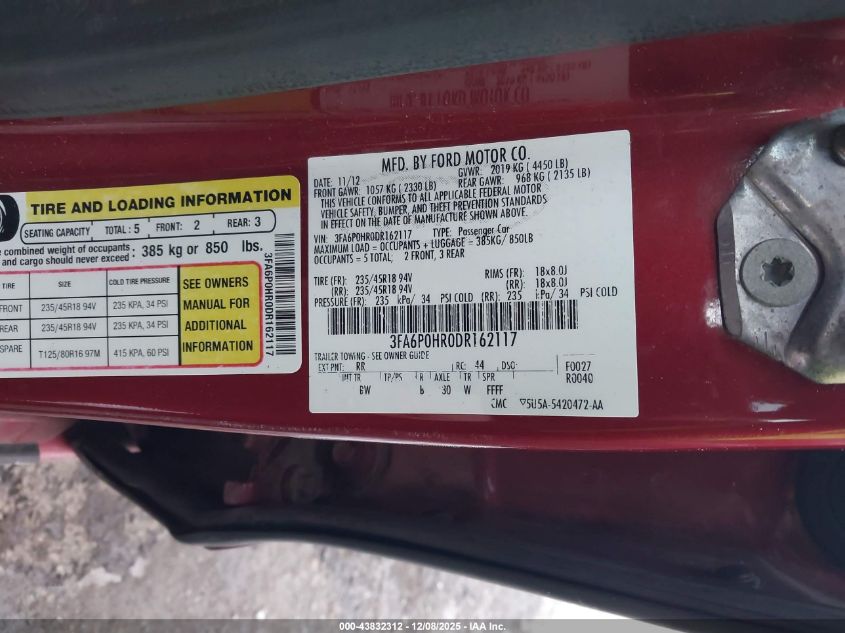 TIRE AND LOADING INFORMATION
SEATING CAPACITY TOTAL : 5 FRONT: 2 REAR: 3
e combined weight of occupants and cargo should never exceed : 385 kg or 850 lbs.
TIRE SIZE COLD TIRE PRESSURE
FRONT 235/45R18 94V 235 KPA, 34 PSI
REAR 235/45R18 94V 235 KPA, 34 PSI
SPARE T125/80R16 97M 415 KPA, 60 PSI
SEE OWNERS
MANUAL FOR
ADDITIONAL
INFORMATION
3FA6P0HR0DR162117
MFD. BY FORD MOTOR CO.
DATE: 11/12 GVWR: 2019 KG ( 4450 LB)
FRONT GAWR: 1057 KG ( 2330 LB) REAR GAWR: 968 KG ( 2135 LB)
THIS VEHICLE CONFORMS TO ALL APPLICABLE FEDERAL MOTOR
VEHICLE SAFETY, BUMPER, AND THEFT PREVENTION STANDARDS
IN EFFECT ON THE DATE OF MANUFACTURE SHOWN ABOVE.
VIN: 3FA6P0HR0DR162117 TYPE: Passenger Car
MAXIMUM LOAD = OCCUPANTS + LUGGAGE = 385KG/ 850LB
OCCUPANTS = 5 TOTAL: 2 FRONT, 3 REAR
TIRE (FR): 235/45R18 94V RIMS (FR): 18x8.0J
(RR): 235/45R18 94V (RR): 18x8.0J
PRESSURE (FR): 235 kPa/ 34 PSI COLD (RR): 235 kPa/ 34 PSI COLD
3FA6P0HR0DR162117
TRAILER TOWING - SEE OWNER GUIDE
EXT PNT: RR RC: 44 DSO: F0027
R0040
INT TR TP/PS R AXLE TR SPR
BW 30 W FFFF
5U5A-5420472-AA
000-43832312 - 12/08/2025 - IAA Inc.